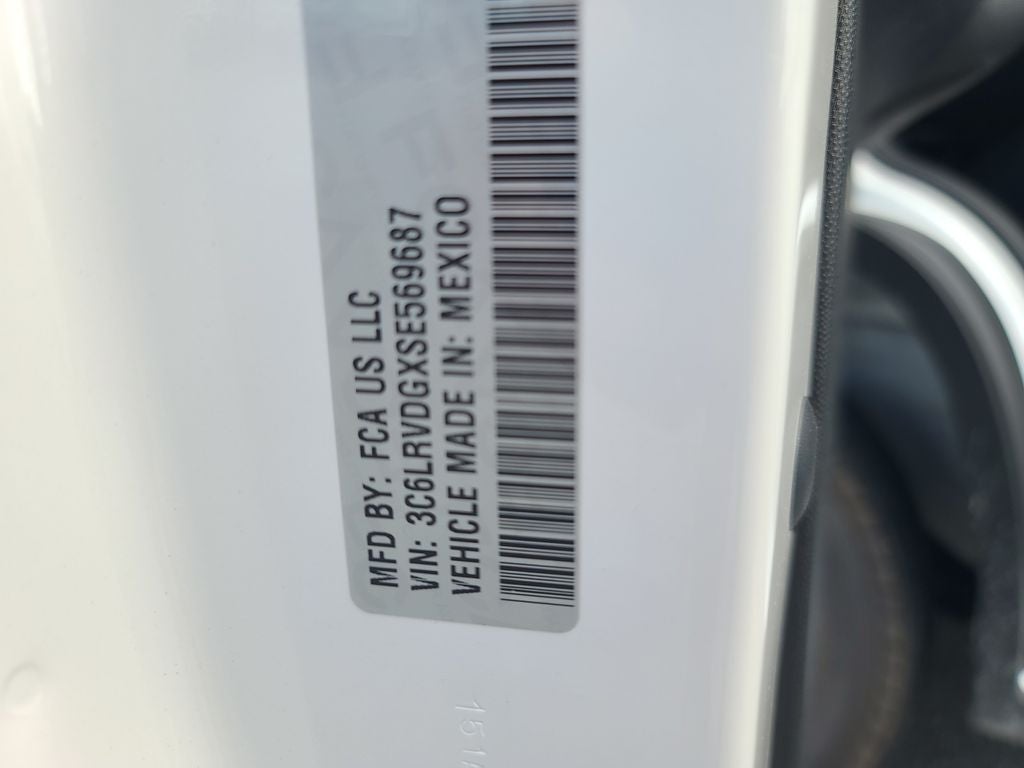 MFD BY: FCA US LLC
VIN: 3C6LRVDGXSE569687
VEHICLE MADE IN: MEXICO